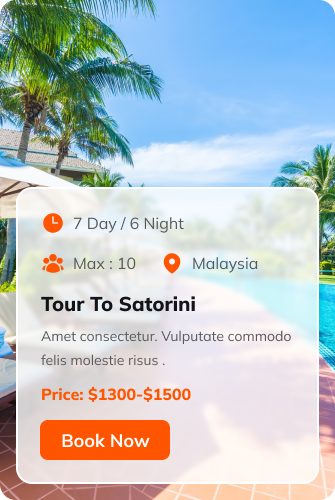 7 Day / 6 Night
Max : 10
Malaysia
Tour To Satorini
Amet consectetur. Vulputate commodo
felis molestie risus .
Price: $1300-$1500
Book Now